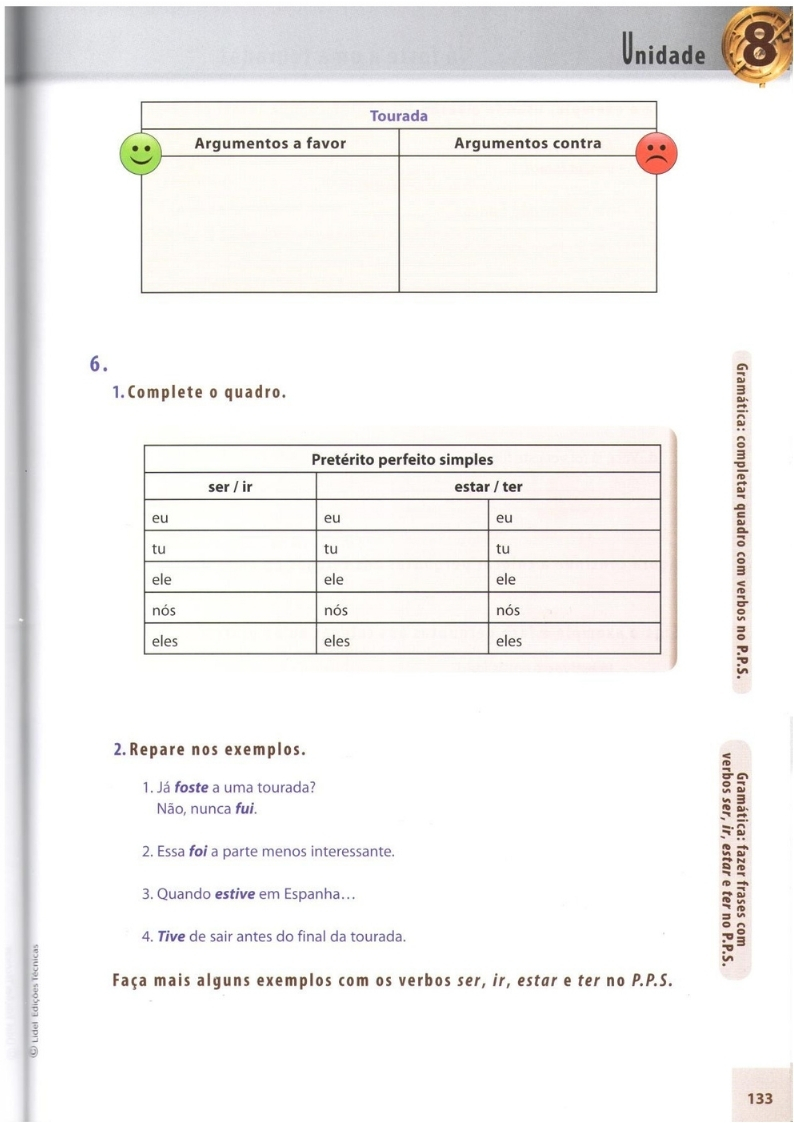 Unidade 8
Tourada
Argumentos a favor Argumentos contra
6.
1. Complete o quadro.
Pretérito perfeito simples
ser / ir estar / ter
eu eu eu
tu tu tu
ele ele ele
nós nós nós
eles eles eles
Gramática: completar quadro com verbos no P.P.S.
2. Repare nos exemplos.
1. Já foste a uma tourada?
Não, nunca fui.
2. Essa foi a parte menos interessante.
3. Quando estive em Espanha…
4. Tive de sair antes do final da tourada.
Faça mais alguns exemplos com os verbos ser, ir, estar e ter no P.P.S.
Gramática: fazer frases com
verbos ser, ir, estar e ter no P.P.S.
© Lidel Edições Técnicas
133